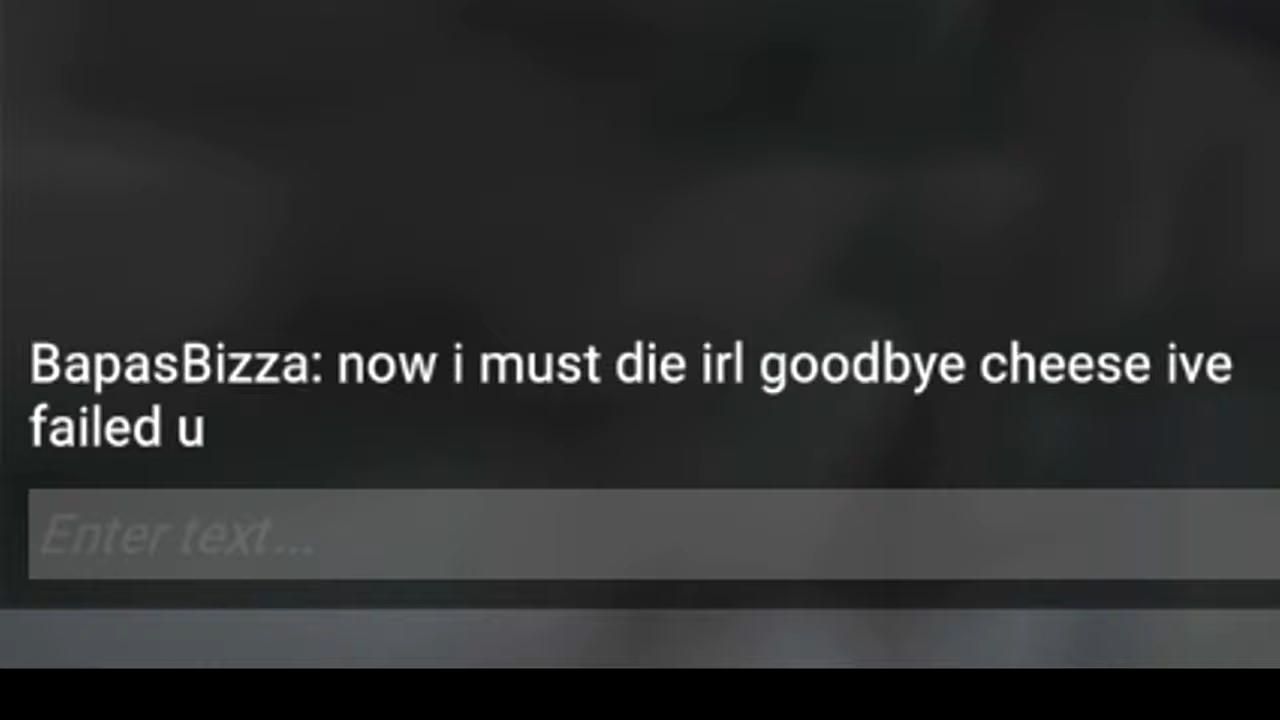 BapasBizza: now i must die irl goodbye cheese ive
failed u
Enter text...